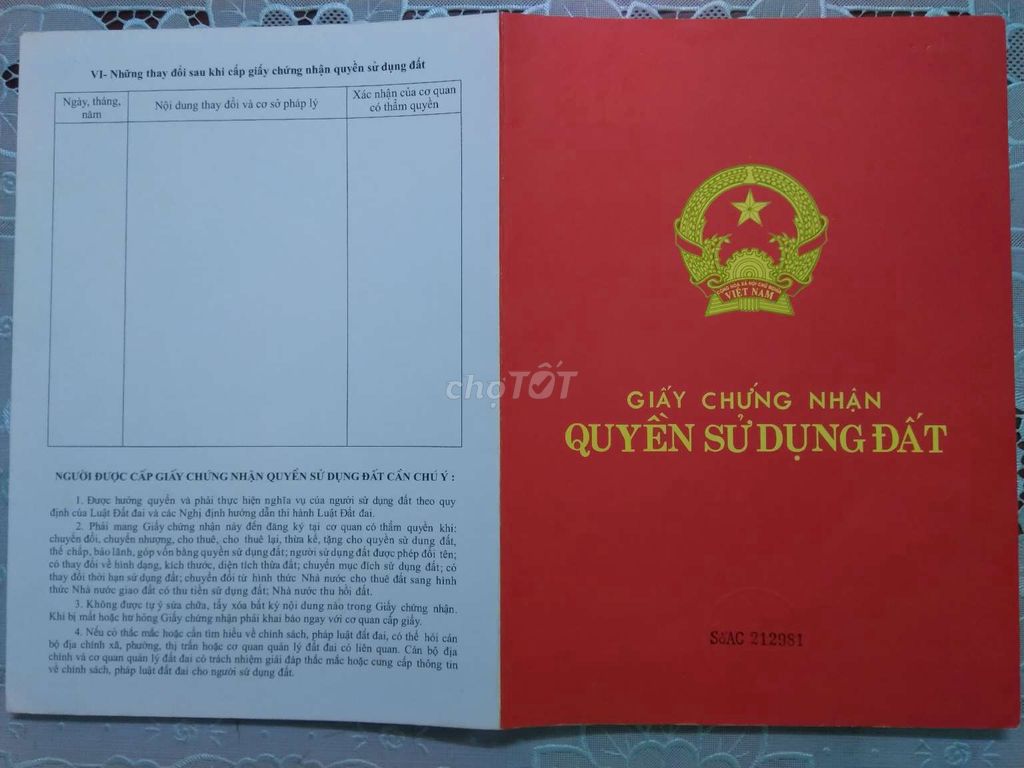 VI- Những thay đổi sau khi cấp giấy chứng nhận quyền sử dụng đất
Ngày, tháng, năm
Nội dung thay đổi và cơ sở pháp lý
Xác nhận của cơ quan có thẩm quyền
NGƯỜI ĐƯỢC CẤP GIẤY CHỨNG NHẬN QUYỀN SỬ DỤNG ĐẤT CẦN CHÚ Ý :
1. Được hưởng quyền và phải thực hiện nghĩa vụ của người sử dụng đất theo quy
định của Luật Đất đai và các Nghị định hướng dẫn thi hành Luật Đất đai.
2. Phải mang Giấy chứng nhận này đến đăng ký tại cơ quan có thẩm quyền khi:
chuyển đổi, chuyển nhượng, cho thuê, cho thuê lại, thừa kế, tặng cho quyền sử dụng đất,
thế chấp, bảo lãnh, góp vốn bằng quyền sử dụng đất; người sử dụng đất được phép đổi tên;
có thay đổi về hình dạng, kích thước, diện tích thửa đất; chuyển mục đích sử dụng đất; có
thay đổi thời hạn sử dụng đất; chuyển đổi từ hình thức Nhà nước cho thuê đất sang hình
thức Nhà nước giao đất có thu tiền sử dụng đất; Nhà nước thu hồi đất.
3. Không được tự ý sửa chữa, tẩy xóa bất kỳ nội dung nào trong Giấy chứng nhận.
Khi bị mất hoặc hư hỏng Giấy chứng nhận phải khai báo ngay với cơ quan cấp giấy.
4. Nếu có thắc mắc hoặc cần tìm hiểu về chính sách, pháp luật đất đai, có thể hỏi cán
bộ địa chính xã, phường, thị trấn hoặc cơ quan quản lý đất đai có liên quan. Cán bộ địa
chính và cơ quan quản lý đất đai có trách nhiệm giải đáp thắc mắc hoặc cung cấp thông tin
về chính sách, pháp luật đất đai cho người sử dụng đất.
CỘNG HÒA XÃ HỘI CHỦ NGHĨA
VIỆT NAM
chợTỐT
GIẤY CHỨNG NHẬN
QUYỀN SỬ DỤNG ĐẤT
Số AC 212981